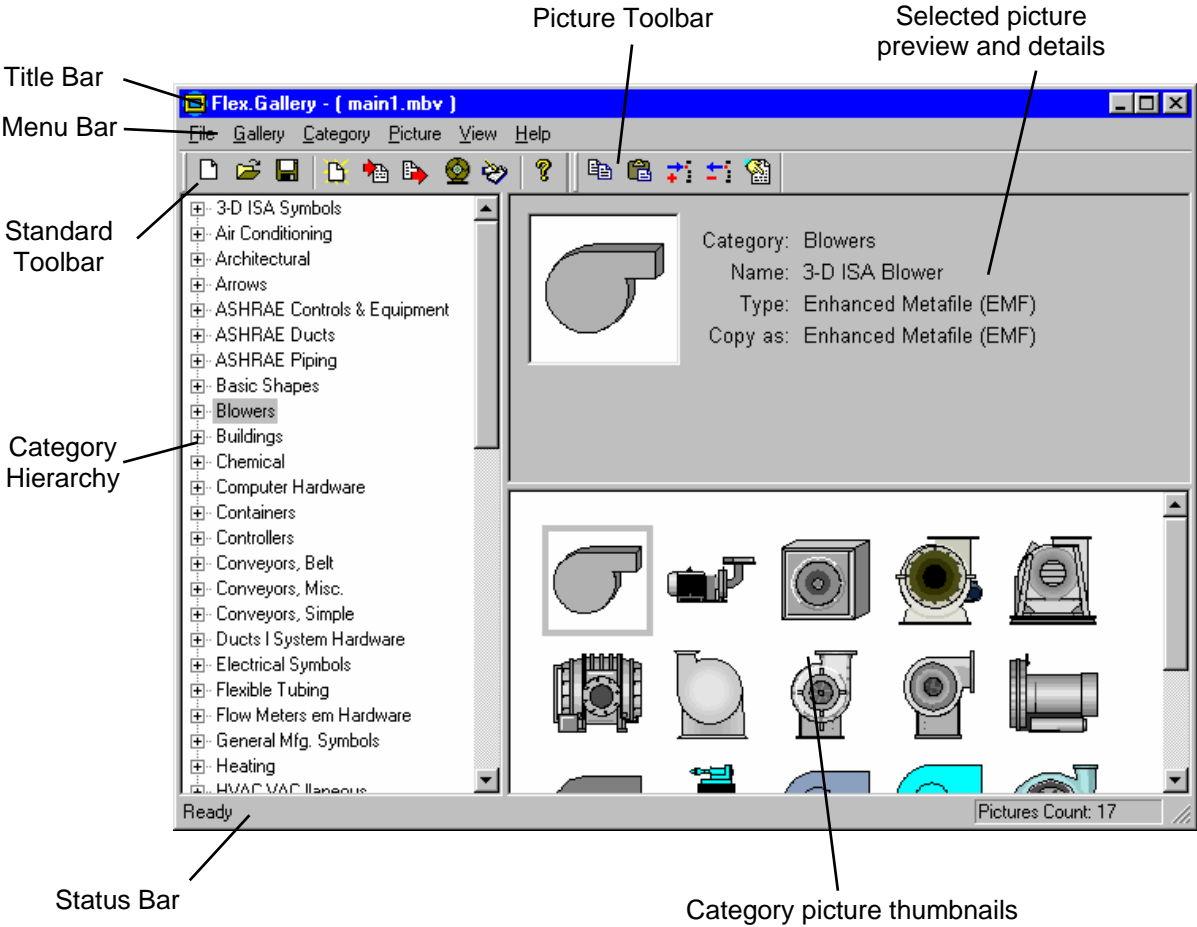 Picture Toolbar
Selected picture
preview and details
Title Bar
Menu Bar
Standard
Toolbar
Category
Hierarchy
Status Bar
Category picture thumbnails
Flex.Gallery - ( main1.mbv )
File Gallery Category Picture View Help
3-D ISA Symbols
Air Conditioning
Architectural
Arrows
ASHRAE Controls & Equipment
ASHRAE Ducts
ASHRAE Piping
Basic Shapes
Blowers
Buildings
Chemical
Computer Hardware
Containers
Controllers
Conveyors, Belt
Conveyors, Misc.
Conveyors, Simple
Ducts l System Hardware
Electrical Symbols
Flexible Tubing
Flow Meters em Hardware
General Mfg. Symbols
Heating
HVAC VAC llaneous
Category: Blowers
Name: 3-D ISA Blower
Type: Enhanced Metafile (EMF)
Copy as: Enhanced Metafile (EMF)
Ready
Pictures Count: 17